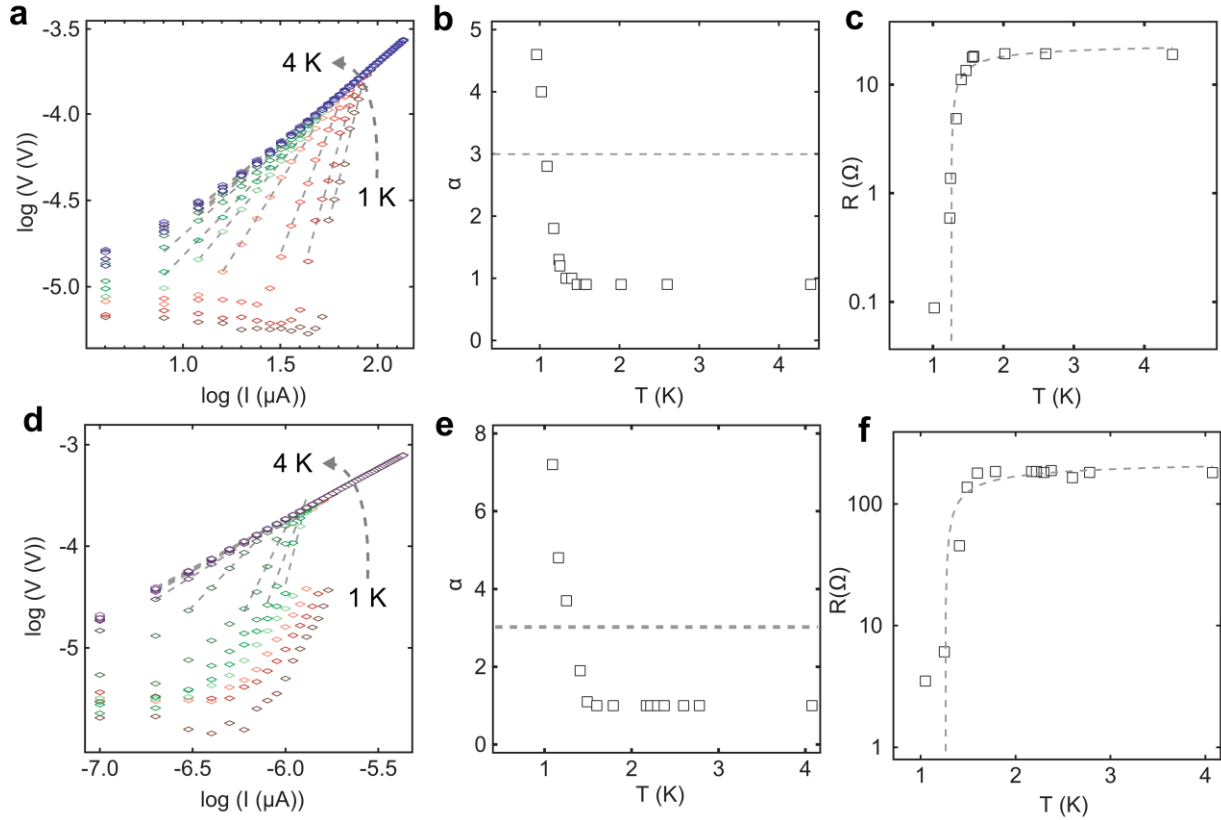 a
-3.5
-4.0
-4.5
-5.0
log (V (V))
4 K
1 K
1.0
1.5
2.0
log (I (µA))
b
5
4
3
2
1
0
α
1
2
3
4
T (K)
c
10
1
0.1
R (Ω)
1
2
3
4
T (K)
d
-3
-4
-5
log (V (V))
4 K
1 K
-7.0
-6.5
-6.0
-5.5
log (I (µA))
e
8
6
4
2
0
α
1
2
3
4
T (K)
f
100
10
1
R(Ω)
1
2
3
4
T (K)